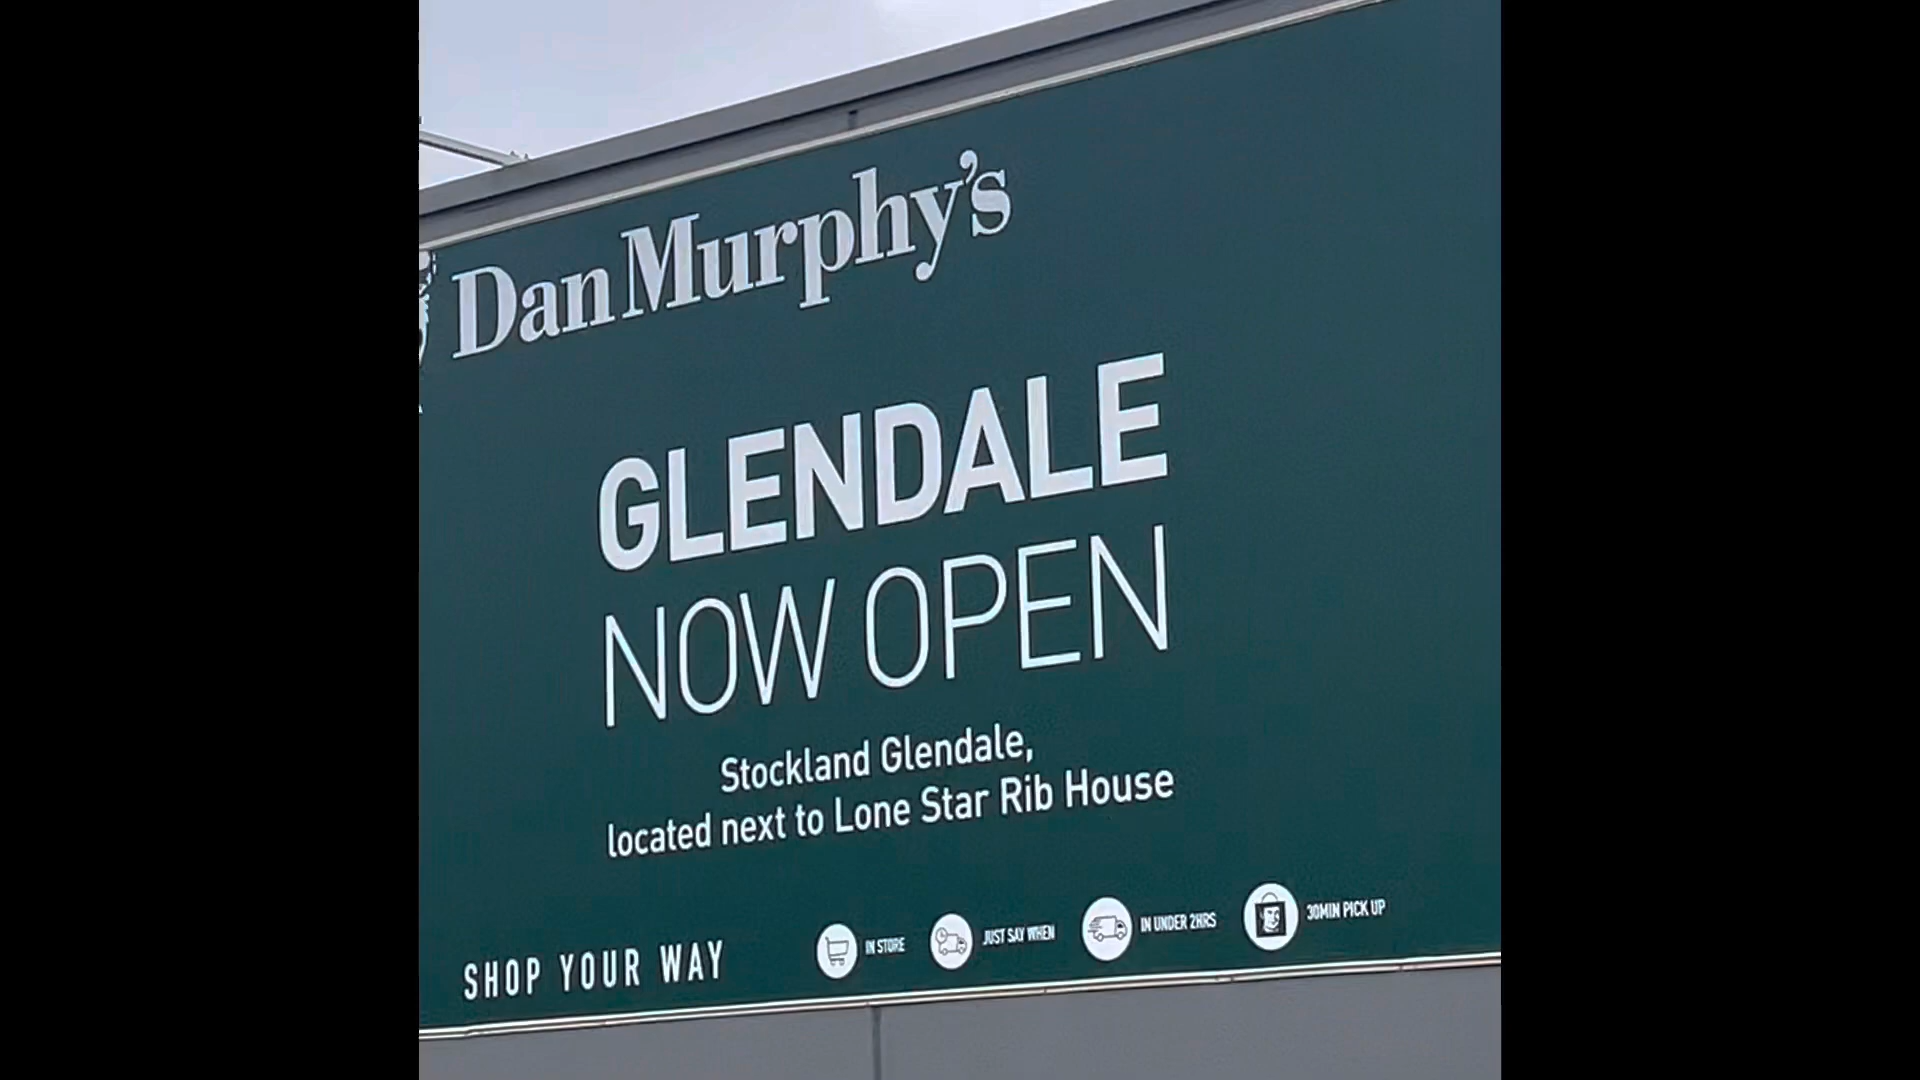 Dan Murphy's
GLENDALE
NOW OPEN
Stockland Glendale,
located next to Lone Star Rib House
SHOP YOUR WAY
IN STORE
JUST SAY WHEN
IN UNDER 2HRS
30MIN PICK UP